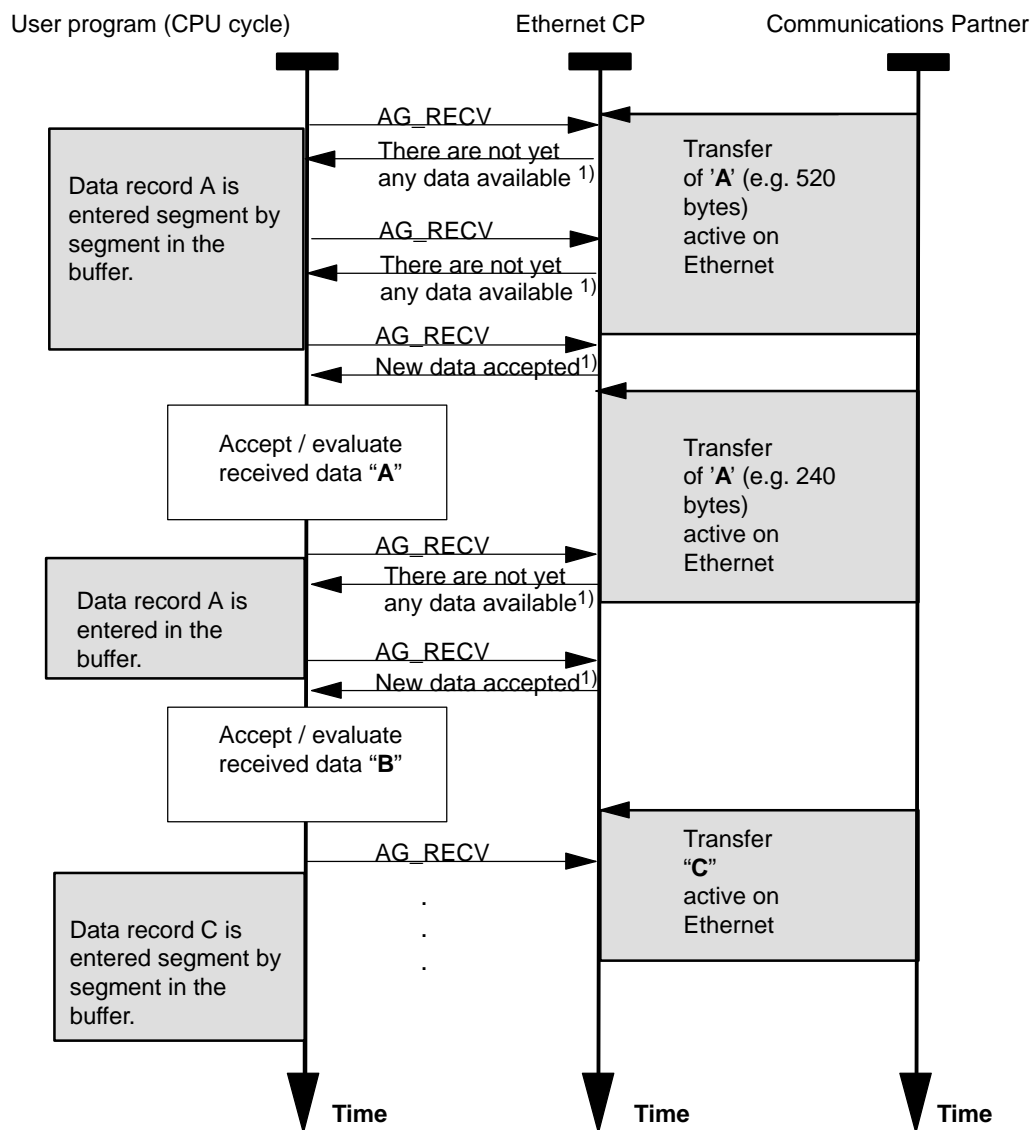 User program (CPU cycle)
Ethernet CP
Communications Partner
AG_RECV
There are not yet
any data available 1)
Data record A is
entered segment by
segment in the
buffer.
Transfer
of ’A’ (e.g. 520
bytes)
active on
Ethernet
AG_RECV
There are not yet
any data available 1)
AG_RECV
New data accepted1)
Accept / evaluate
received data “A”
Transfer
of ’A’ (e.g. 240
bytes)
active on
Ethernet
AG_RECV
There are not yet
any data available1)
Data record A is
entered in the
buffer.
AG_RECV
New data accepted1)
Accept / evaluate
received data “B”
AG_RECV
.
.
.
Transfer
“C”
active on
Ethernet
Data record C is
entered segment by
segment in the
buffer.
Time
Time
Time